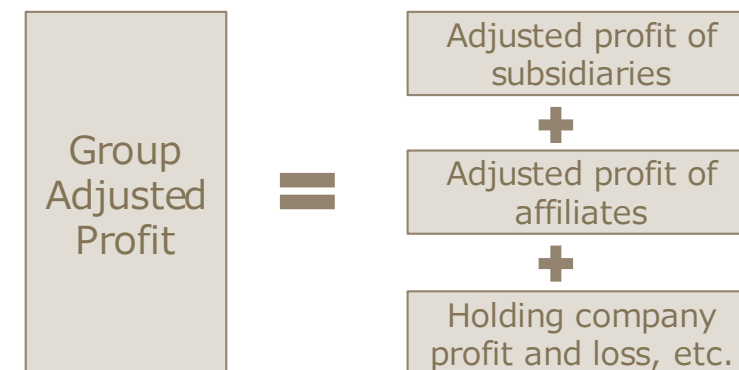 Group
Adjusted
Profit
=
Adjusted profit of
subsidiaries
+
Adjusted profit of
affiliates
+
Holding company
profit and loss, etc.